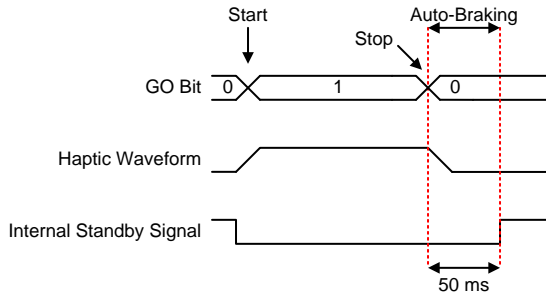 Start
Auto-Braking
Stop
GO Bit
0
1
0
Haptic Waveform
Internal Standby Signal
50 ms